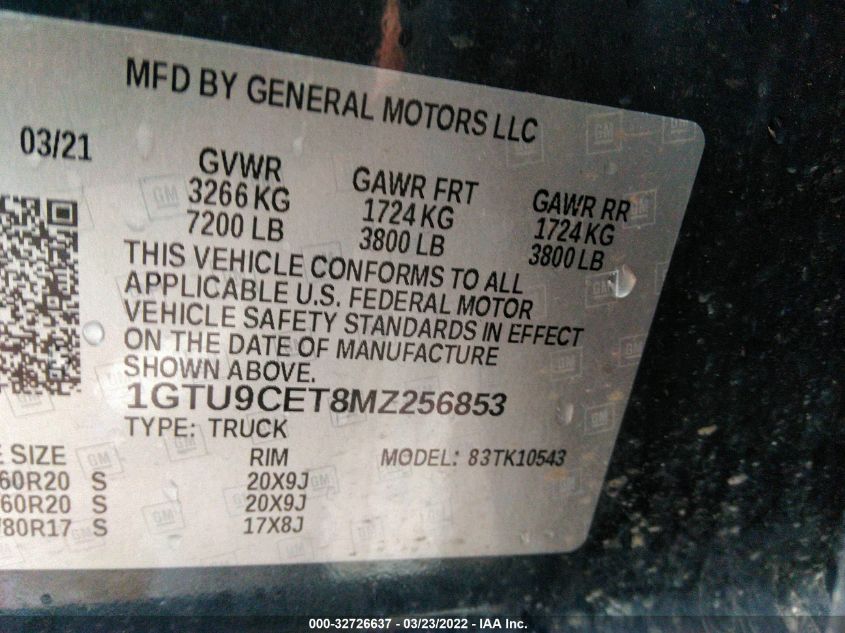 MFD BY GENERAL MOTORS LLC
03/21
GVWR GAWR FRT GAWR RR
3266 KG 1724 KG 1724 KG
7200 LB 3800 LB 3800 LB
THIS VEHICLE CONFORMS TO ALL
APPLICABLE U.S. FEDERAL MOTOR
VEHICLE SAFETY STANDARDS IN EFFECT
ON THE DATE OF MANUFACTURE
SHOWN ABOVE.
1GTU9CET8MZ256853
TYPE: TRUCK
E SIZE RIM MODEL: 83TK10543
60R20 S 20X9J
60R20 S 20X9J
/80R17 S 17X8J
000-32726637 - 03/23/2022 - IAA Inc.